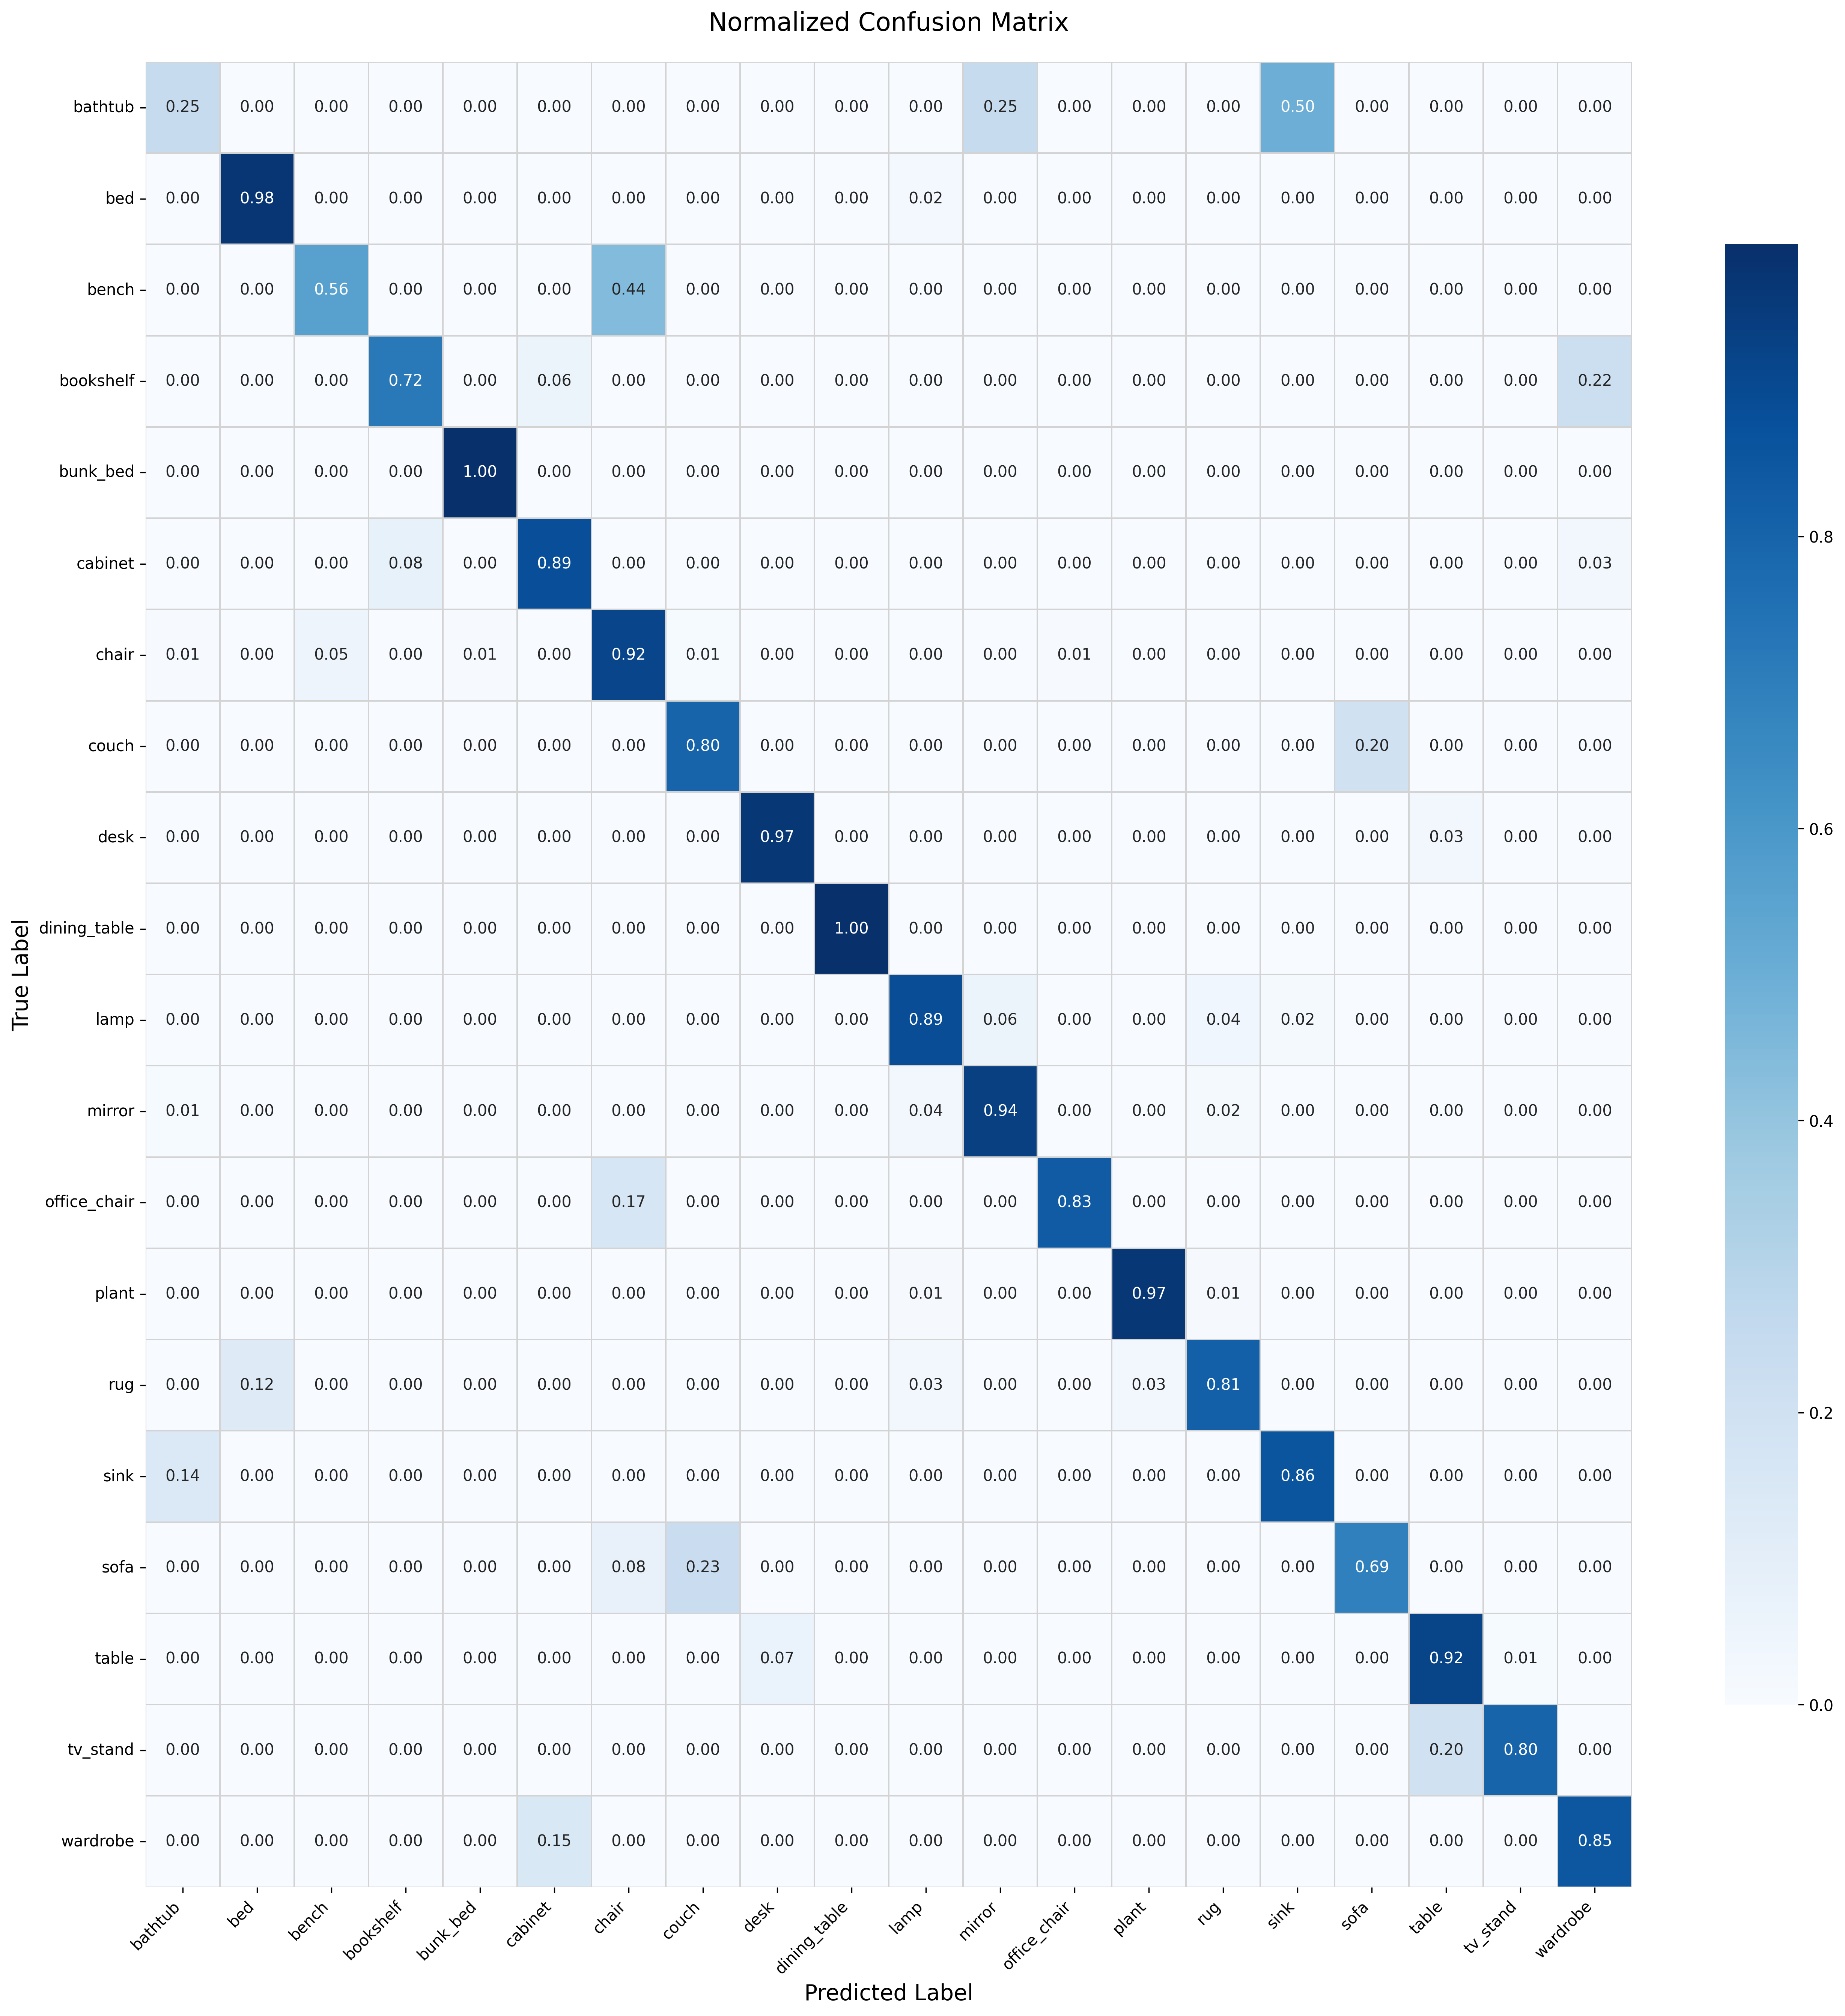 Normalized Confusion Matrix
bathtub 0.25 0.00 0.00 0.00 0.00 0.00 0.00 0.00 0.00 0.00 0.00 0.25 0.00 0.00 0.00 0.50 0.00 0.00 0.00 0.00
bed 0.00 0.98 0.00 0.00 0.00 0.00 0.00 0.00 0.00 0.00 0.02 0.00 0.00 0.00 0.00 0.00 0.00 0.00 0.00 0.00
bench 0.00 0.00 0.56 0.00 0.00 0.00 0.44 0.00 0.00 0.00 0.00 0.00 0.00 0.00 0.00 0.00 0.00 0.00 0.00 0.00
bookshelf 0.00 0.00 0.00 0.72 0.00 0.06 0.00 0.00 0.00 0.00 0.00 0.00 0.00 0.00 0.00 0.00 0.00 0.00 0.00 0.22
bunk_bed 0.00 0.00 0.00 0.00 1.00 0.00 0.00 0.00 0.00 0.00 0.00 0.00 0.00 0.00 0.00 0.00 0.00 0.00 0.00 0.00
cabinet 0.00 0.00 0.00 0.08 0.00 0.89 0.00 0.00 0.00 0.00 0.00 0.00 0.00 0.00 0.00 0.00 0.00 0.00 0.00 0.03
0.8
chair 0.01 0.00 0.05 0.00 0.01 0.00 0.92 0.01 0.00 0.00 0.00 0.00 0.01 0.00 0.00 0.00 0.00 0.00 0.00 0.00
couch 0.00 0.00 0.00 0.00 0.00 0.00 0.00 0.80 0.00 0.00 0.00 0.00 0.00 0.00 0.00 0.00 0.20 0.00 0.00 0.00
desk 0.00 0.00 0.00 0.00 0.00 0.00 0.00 0.00 0.97 0.00 0.00 0.00 0.00 0.00 0.00 0.00 0.00 0.03 0.00 0.00
0.6
dining_table 0.00 0.00 0.00 0.00 0.00 0.00 0.00 0.00 0.00 1.00 0.00 0.00 0.00 0.00 0.00 0.00 0.00 0.00 0.00 0.00
True Label
lamp 0.00 0.00 0.00 0.00 0.00 0.00 0.00 0.00 0.00 0.00 0.89 0.06 0.00 0.00 0.04 0.02 0.00 0.00 0.00 0.00
mirror 0.01 0.00 0.00 0.00 0.00 0.00 0.00 0.00 0.00 0.00 0.04 0.94 0.00 0.00 0.02 0.00 0.00 0.00 0.00 0.00
0.4
office_chair 0.00 0.00 0.00 0.00 0.00 0.00 0.17 0.00 0.00 0.00 0.00 0.00 0.83 0.00 0.00 0.00 0.00 0.00 0.00 0.00
plant 0.00 0.00 0.00 0.00 0.00 0.00 0.00 0.00 0.00 0.00 0.01 0.00 0.00 0.97 0.01 0.00 0.00 0.00 0.00 0.00
rug 0.00 0.12 0.00 0.00 0.00 0.00 0.00 0.00 0.00 0.00 0.03 0.00 0.00 0.03 0.81 0.00 0.00 0.00 0.00 0.00
0.2
sink 0.14 0.00 0.00 0.00 0.00 0.00 0.00 0.00 0.00 0.00 0.00 0.00 0.00 0.00 0.00 0.86 0.00 0.00 0.00 0.00
sofa 0.00 0.00 0.00 0.00 0.00 0.00 0.08 0.23 0.00 0.00 0.00 0.00 0.00 0.00 0.00 0.00 0.69 0.00 0.00 0.00
table 0.00 0.00 0.00 0.00 0.00 0.00 0.00 0.00 0.07 0.00 0.00 0.00 0.00 0.00 0.00 0.00 0.00 0.92 0.01 0.00
0.0
tv_stand 0.00 0.00 0.00 0.00 0.00 0.00 0.00 0.00 0.00 0.00 0.00 0.00 0.00 0.00 0.00 0.00 0.00 0.20 0.80 0.00
wardrobe 0.00 0.00 0.00 0.00 0.00 0.15 0.00 0.00 0.00 0.00 0.00 0.00 0.00 0.00 0.00 0.00 0.00 0.00 0.00 0.85
bathtub bed bench bookshelf bunk_bed cabinet chair couch desk dining_table lamp mirror office_chair plant rug sink sofa table tv_stand wardrobe
Predicted Label